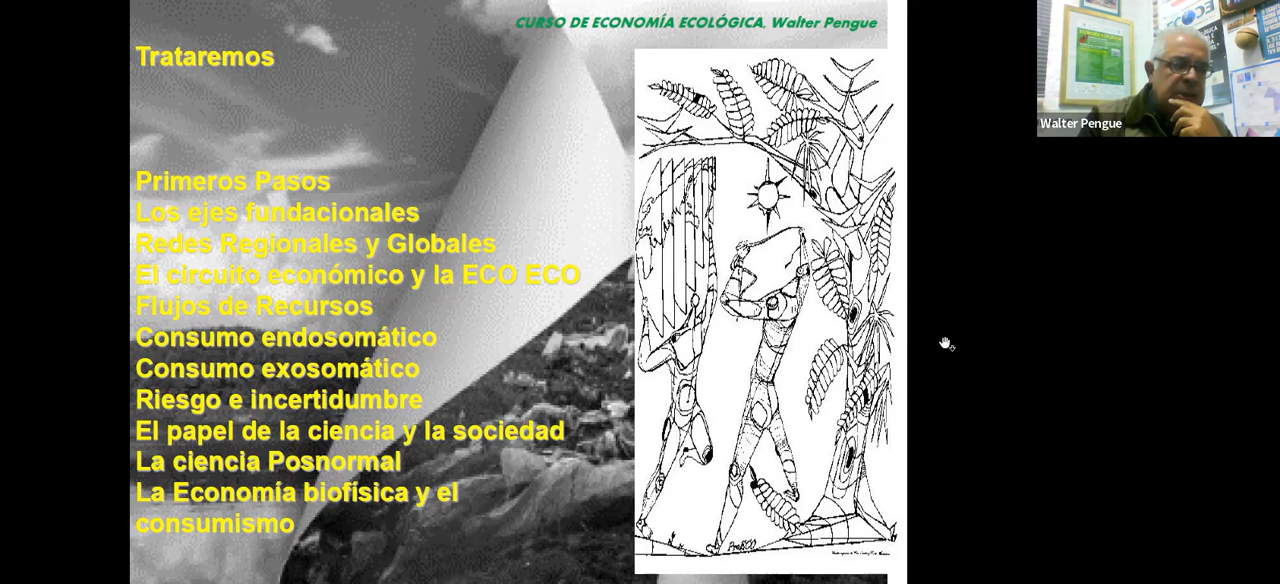 CURSO DE ECONOMÍA ECOLÓGICA, Walter Pengue
Trataremos
Primeros Pasos
Los ejes fundacionales
Redes Regionales y Globales
El circuito económico y la ECO ECO
Flujos de Recursos
Consumo endosomático
Consumo exosomático
Riesgo e incertidumbre
El papel de la ciencia y la sociedad
La ciencia Posnormal
La Economía biofísica y el
consumismo
Walter Pengue